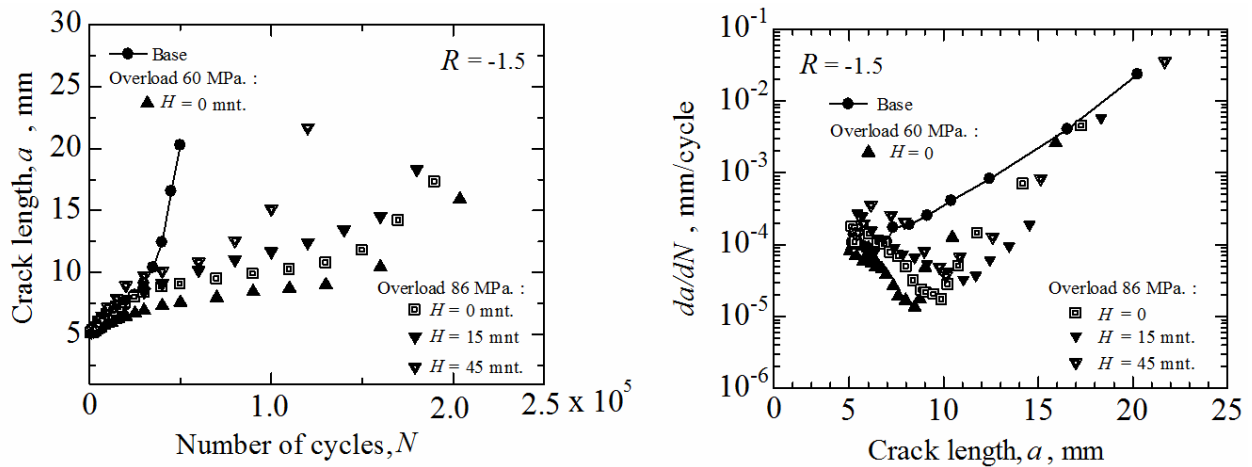 30
25
20
15
10
5
0
Crack length, a , mm
Base
Overload 60 MPa. :
H = 0 mnt.
R = -1.5
Overload 86 MPa. :
H = 0 mnt.
H = 15 mnt
H = 45 mnt.
0
1.0
2.5 x 10^5
Number of cycles, N
10^-1
10^-2
10^-3
10^-4
10^-5
10^-6
da/dN , mm/cycle
R = -1.5
Base
Overload 60 MPa. :
H = 0
Overload 86 MPa. :
H = 0
H = 15 mnt.
H = 45 mnt.
0
5
10
15
20
25
Crack length, a , mm